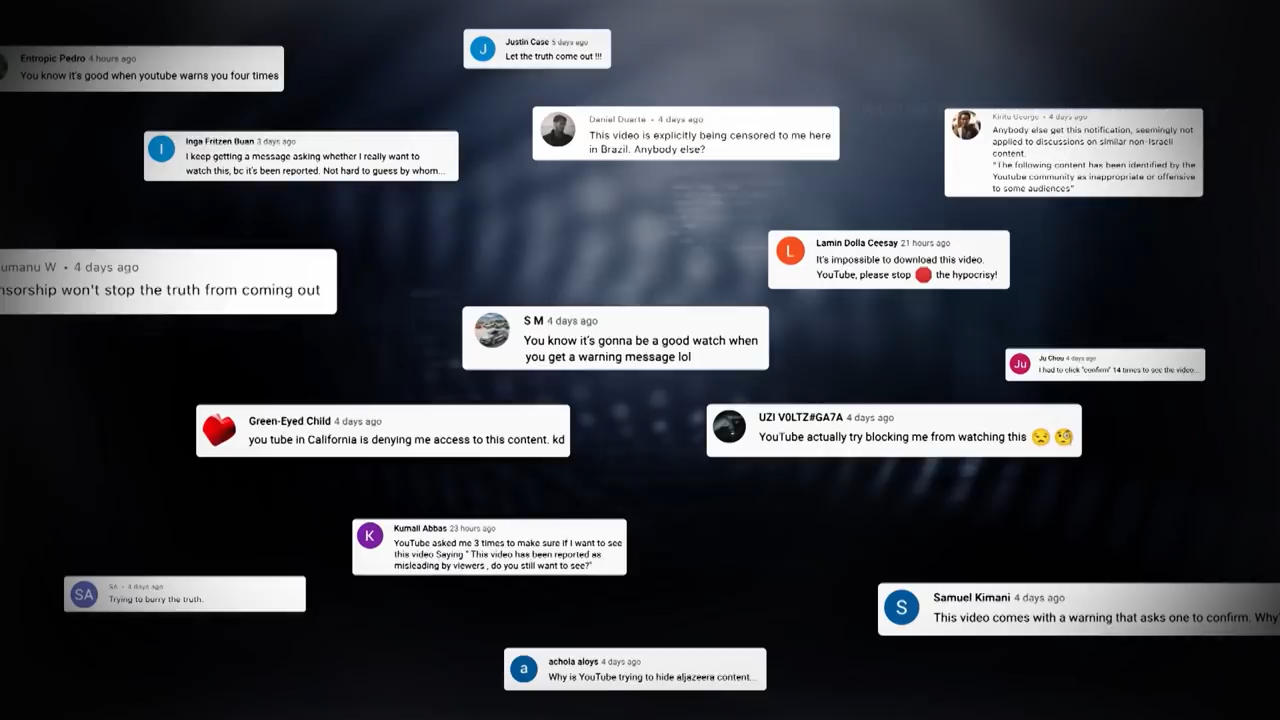 Justin Case 5 days ago
Let the truth come out !!!
Entropic Pedro 4 hours ago
You know it's good when youtube warns you four times
Daniel Duarte • 4 days ago
This video is explicitly being censored to me here
in Brazil. Anybody else?
Kiritu George • 4 days ago
Anybody else get this notification, seemingly not
applied to discussions on similar non-Israeli
content.
"The following content has been identified by the
Youtube community as inappropriate or offensive
to some audiences"
Inga Fritzen Buan 3 days ago
I keep getting a message asking whether I really want to
watch this, bc it's been reported. Not hard to guess by whom...
Lamin Dolla Ceesay 21 hours ago
It's impossible to download this video.
YouTube, please stop 🛑 the hypocrisy!
umanu W • 4 days ago
nsorship won't stop the truth from coming out
S M 4 days ago
You know it's gonna be a good watch when
you get a warning message lol
Ju Chou 4 days ago
I had to click "confirm" 14 times to see the video...
Green-Eyed Child 4 days ago
you tube in California is denying me access to this content. kd
UZI V0LTZ#GA7A 4 days ago
YouTube actually try blocking me from watching this 😒 🧐
Kumail Abbas 23 hours ago
YouTube asked me 3 times to make sure if I want to see
this video Saying " This video has been reported as
misleading by viewers , do you still want to see?"
SA • 4 days ago
Trying to burry the truth.
Samuel Kimani 4 days ago
This video comes with a warning that asks one to confirm. Why
achola aloys 4 days ago
Why is YouTube trying to hide aljazeera content...